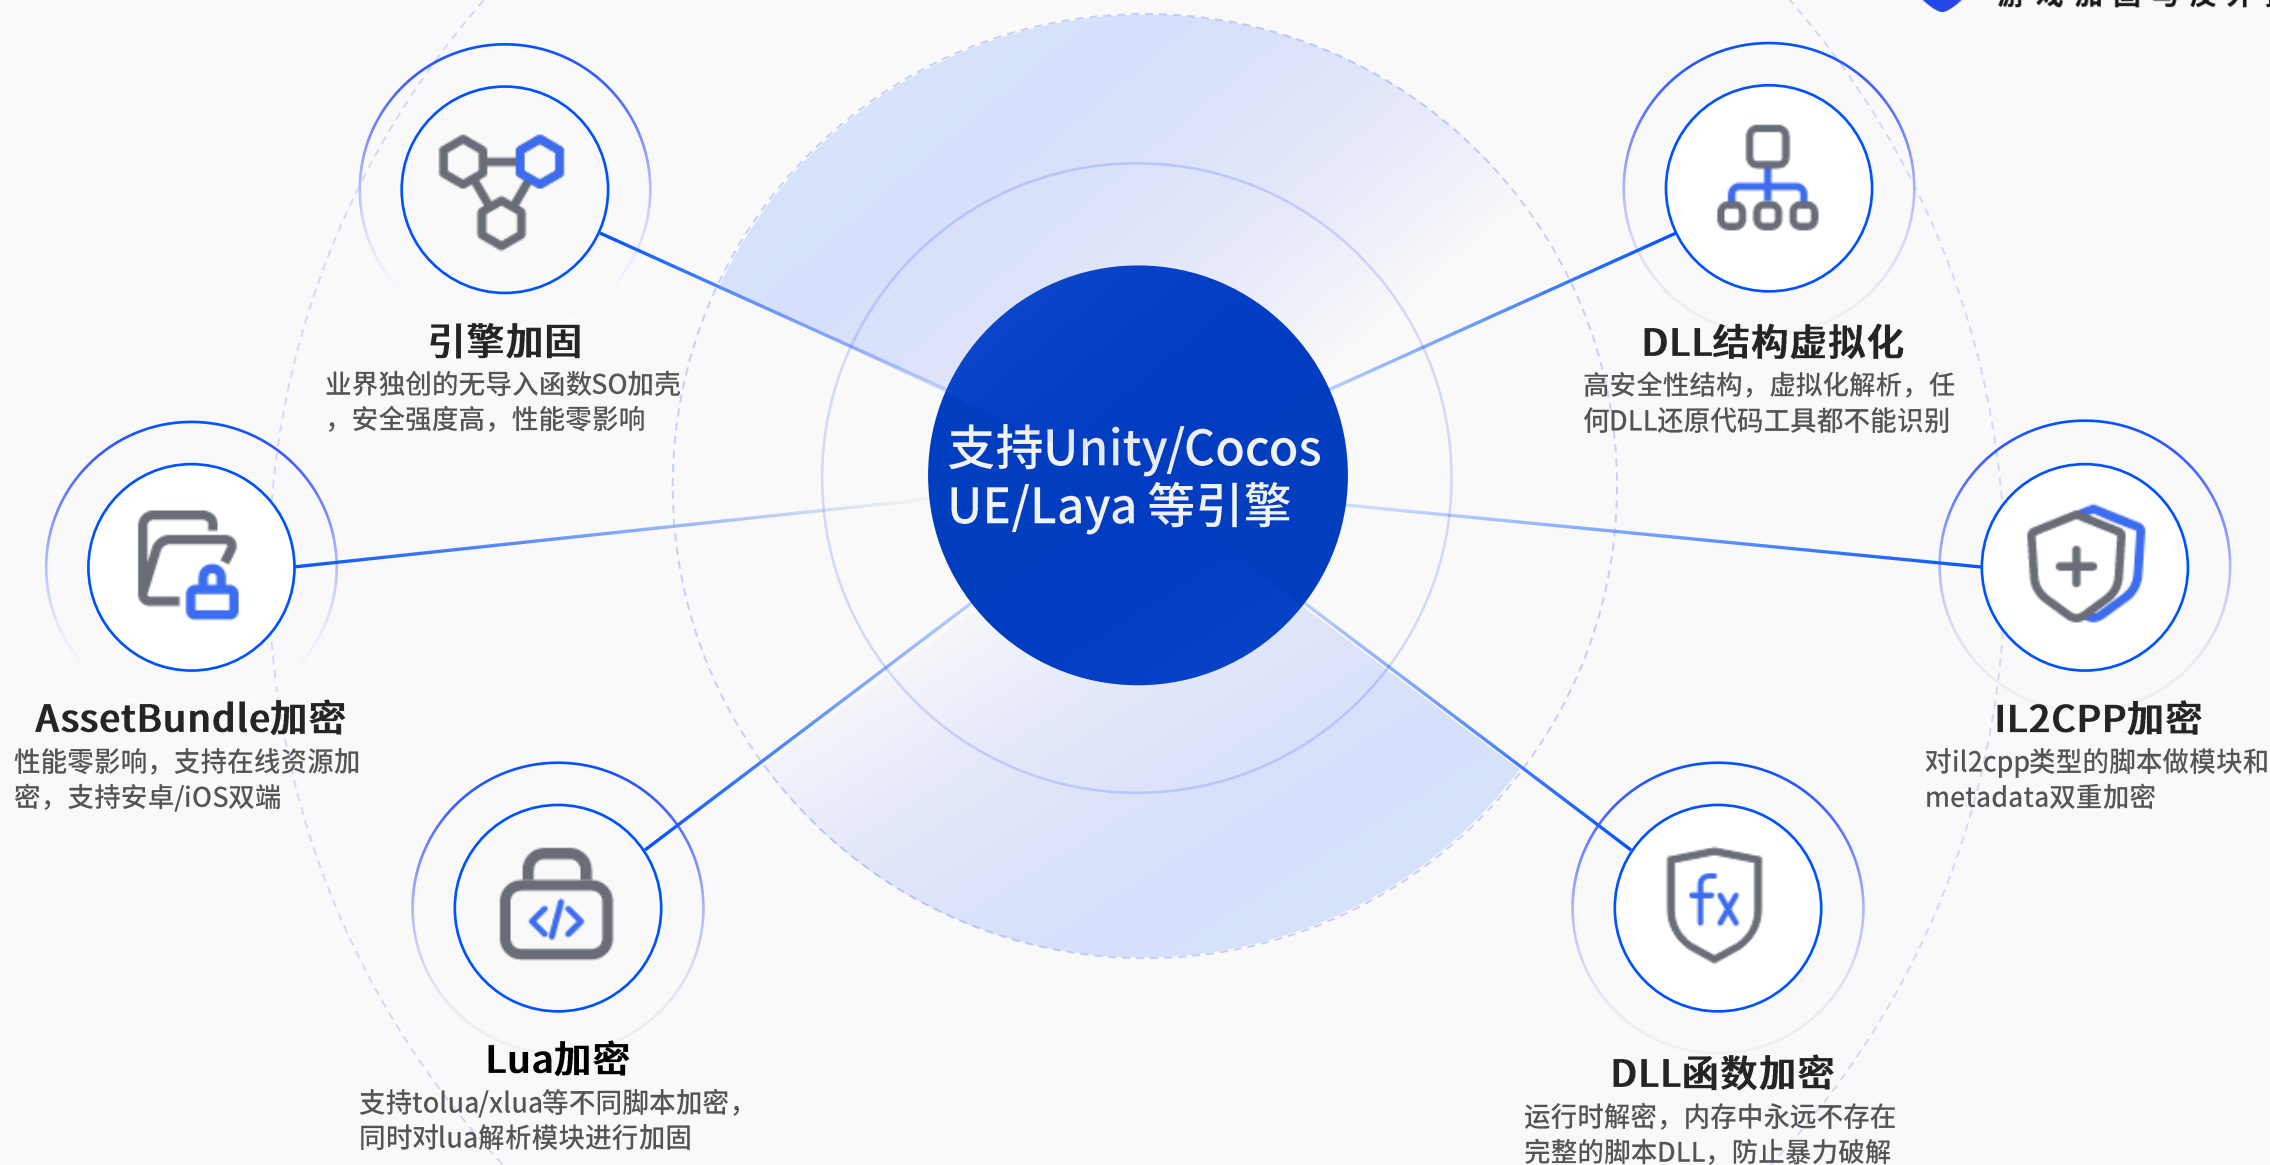 引擎加固
业界独创的无导入函数SO加壳
，安全强度高，性能零影响
DLL结构虚拟化
高安全性结构，虚拟化解析，任
何DLL还原代码工具都不能识别
支持Unity/Cocos
UE/Laya 等引擎
AssetBundle加密
性能零影响，支持在线资源加
密，支持安卓/iOS双端
IL2CPP加密
对il2cpp类型的脚本做模块和
metadata双重加密
</>
fx
Lua加密
支持tolua/xlua等不同脚本加密，
同时对lua解析模块进行加固
DLL函数加密
运行时解密，内存中永远不存在
完整的脚本DLL，防止暴力破解